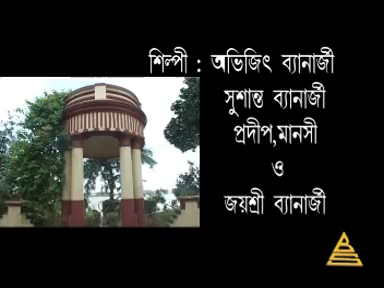 শিল্পী : অভিজিৎ ব্যানার্জী
সুশান্ত ব্যানার্জী
প্রদীপ,মানসী
ও
জয়শ্রী ব্যানার্জী